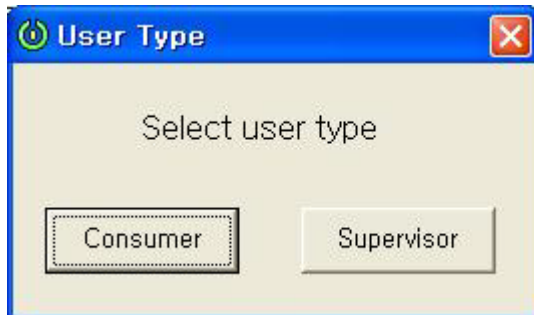 User Type
Select user type
Consumer
Supervisor